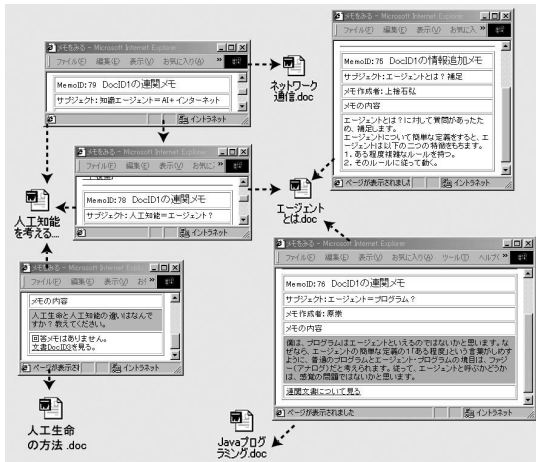 メモをみる - Microsoft Internet Explorer
ファイル(F) 編集(E) 表示(V) お気に入り(A) »
MemoID:79 DocID1の連関メモ
サブジェクト:知識エージェント=AI+インターネット
イントラネット
ネットワーク
通信.doc
メモをみる - Microsoft Internet Explorer
ファイル(F) 編集(E) 表示(V) お気に入り »
MemoID:75 DocID1の情報追加メモ
サブジェクト:エージェントとは? 補足
メモ作成者:上捨石弘
メモの内容
エージェントとは?に対して質問があったた
め、補足します。
エージェントについて簡単な定義をすると、エ
ージェントは以下の二つの特徴をもちます。
1. ある程度複雑なルールを持つ。
2. そのルールに従って動く。
ページが表示されました
イントラネット
メモをみる - Microsoft Internet Explorer
ファイル(F) 編集(E) 表示(V) お気に »
MemoID:78 DocID1の連関メモ
サブジェクト:人工知能=エージェント?
イントラネット
人工知能
を考える....
エージェント
とは.doc
メモをみる - Microsoft Internet Expl...
ファイル(F) 編集(E) 表示(V) お »
メモの内容
人工生命と人工知能の違いはなんで
すか?教えてください。
回答メモはありません。
文書DocID3を見る。
ページが表示され
イントラネット
人工生命
の方法 .doc
メモをみる - Microsoft Internet Explorer
ファイル(F) 編集(E) 表示(V) お気に入り(A) ツール(T) ヘルプ( »
MemoID:76 DocID1の連関メモ
サブジェクト:エージェント=プログラム?
メモ作成者:原崇
メモの内容
僕は、プログラムはエージェントといえるのではないかと思います。な
ぜなら、エージェントの簡単な定義の1「ある程度」という言葉がしめす
ように、普通のプログラムとエージェント・プログラムの境目は、ファジ
ー(アナログ)だと考えられます。従って、エージェントと呼ぶかどうか
は、感覚の問題ではないかと思います。
連関文書について見る
ページが表示されました
イントラネット
Javaプログ
ラミング.doc